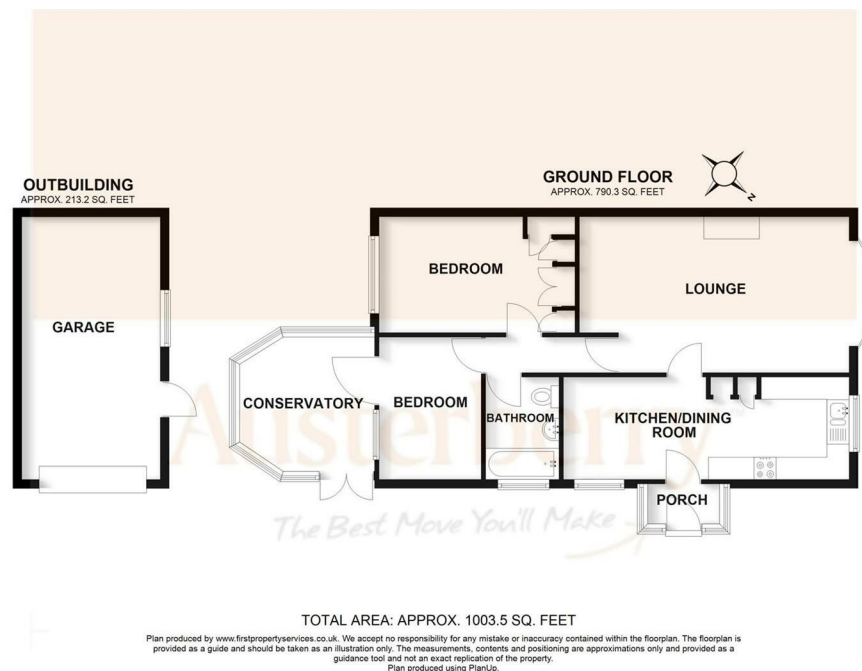 OUTBUILDING
APPROX. 213.2 SQ. FEET
GROUND FLOOR
APPROX. 790.3 SQ. FEET
N
BEDROOM
LOUNGE
GARAGE
CONSERVATORY
BEDROOM
BATHROOM
KITCHEN/DINING
ROOM
Austerberry
PORCH
The Best Move You'll Make
TOTAL AREA: APPROX. 1003.5 SQ. FEET
Plan produced by www.firstpropertyservices.co.uk. We accept no responsibility for any mistake or inaccuracy contained within the floorplan. The floorplan is
provided as a guide and should be taken as an illustration only. The measurements, contents and positioning are approximations only and provided as a
guidance tool and not an exact replication of the property.
Plan produced using PlanUp.